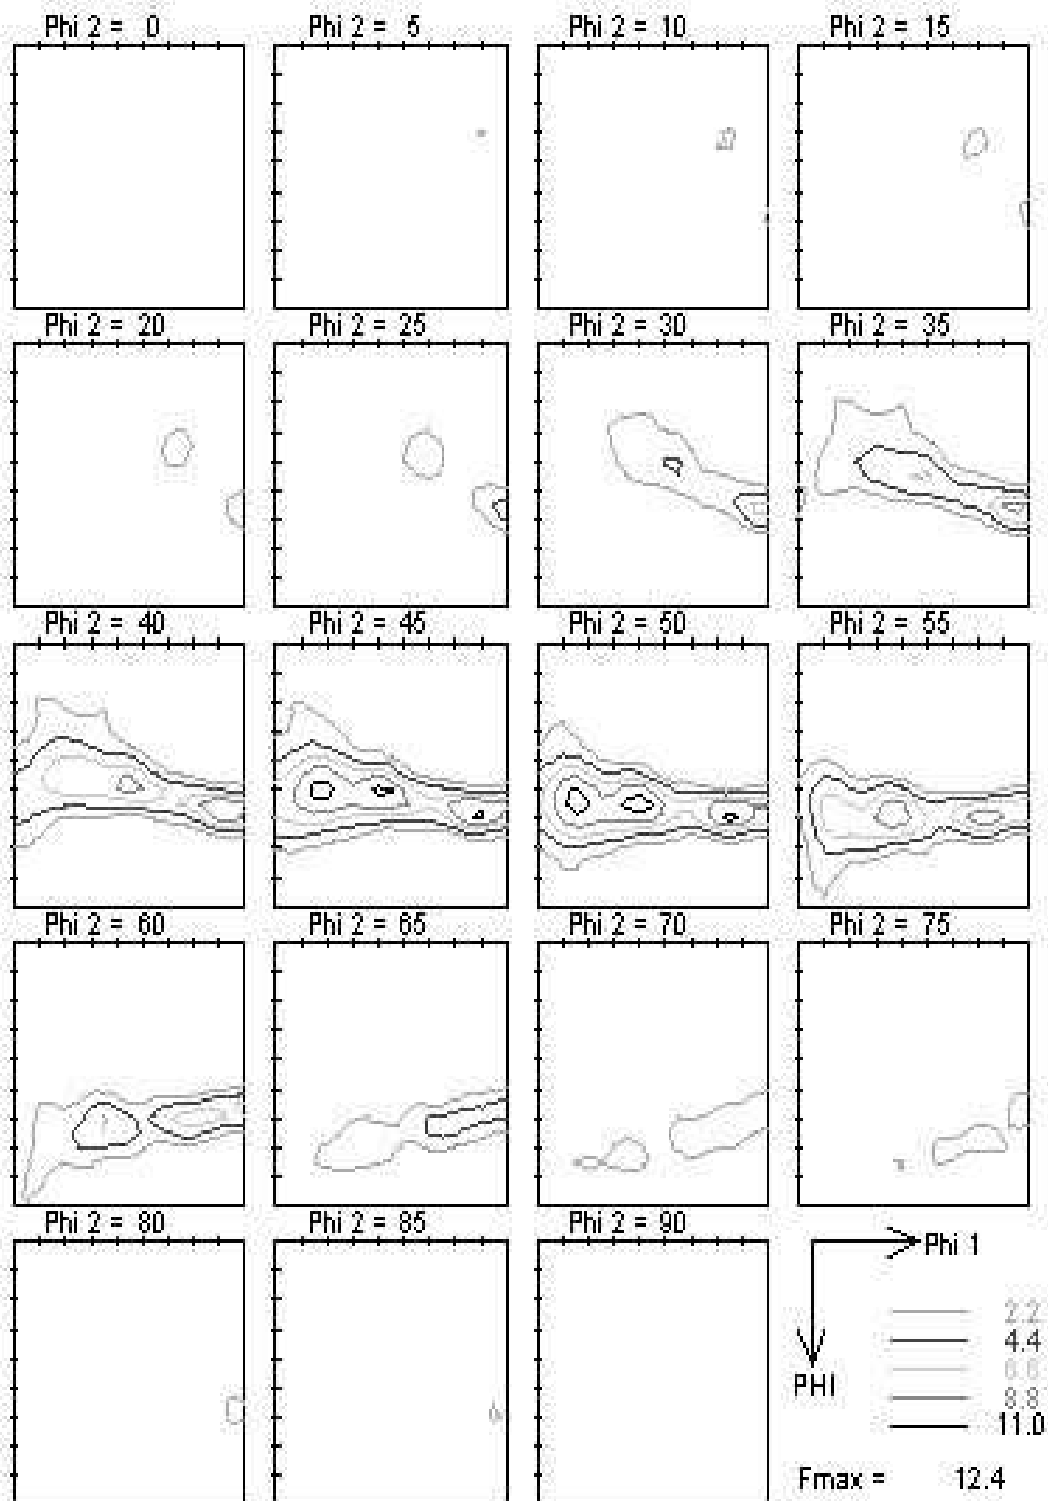 Phi 2 = 0 Phi 2 = 5 Phi 2 = 10 Phi 2 = 15
Phi 2 = 20 Phi 2 = 25 Phi 2 = 30 Phi 2 = 35
Phi 2 = 40 Phi 2 = 45 Phi 2 = 50 Phi 2 = 55
Phi 2 = 60 Phi 2 = 65 Phi 2 = 70 Phi 2 = 75
Phi 2 = 80 Phi 2 = 85 Phi 2 = 90
Phi 1
2.2
4.4
6.6
PHI
8.8
11.0
Fmax = 12.4